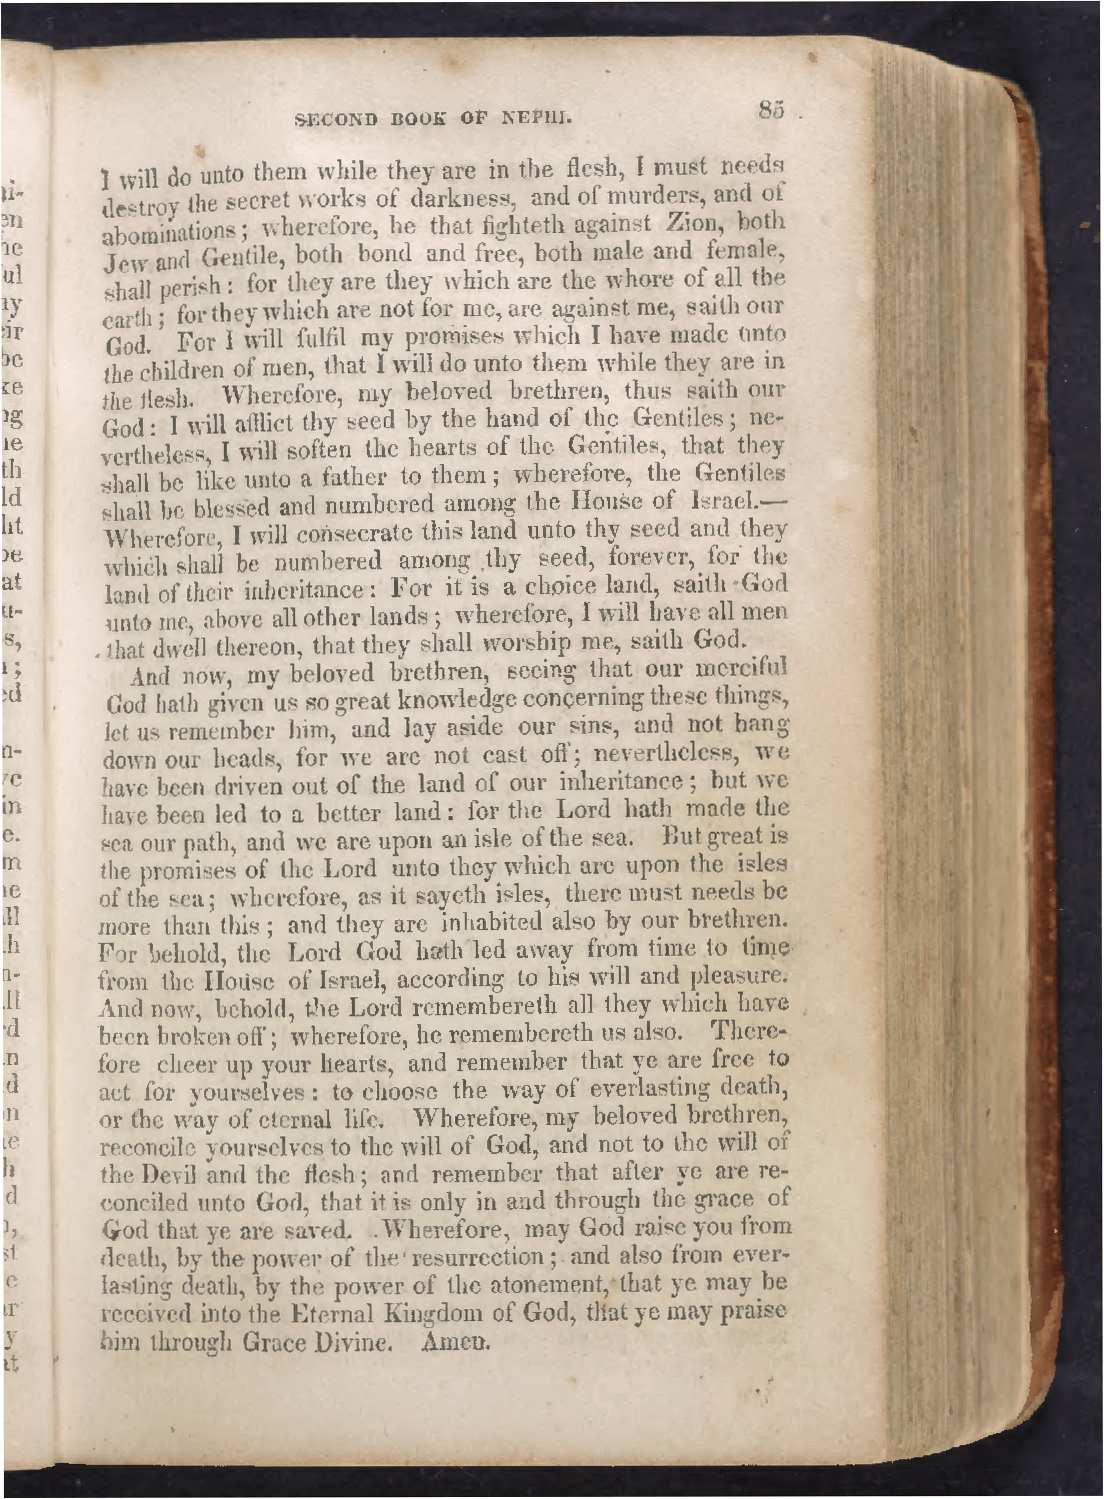 SECOND BOOK OF NEPHI. 85
I will do unto them while they are in the flesh, I must needs
destroy the secret works of darkness, and of murders, and of
abominations; wherefore, he that fighteth against Zion, both
Jew and Gentile, both bond and free, both male and female,
shall perish: for they are they which are the whore of all the
earth; for they which are not for me, are against me, saith our
God. For I will fulfil my promises which I have made unto
the children of men, that I will do unto them while they are in
the flesh. Wherefore, my beloved brethren, thus saith our
God: I will afflict thy seed by the hand of the Gentiles; ne-
vertheless, I will soften the hearts of the Gentiles, that they
shall be like unto a father to them; wherefore, the Gentiles
shall be blessed and numbered among the House of Israel.—
Wherefore, I will consecrate this land unto thy seed and they
which shall be numbered among thy seed, forever, for the
land of their inheritance: For it is a choice land, saith God
unto me, above all other lands; wherefore, I will have all men
that dwell thereon, that they shall worship me, saith God.
And now, my beloved brethren, seeing that our merciful
God hath given us so great knowledge concerning these things,
let us remember him, and lay aside our sins, and not hang
down our heads, for we are not cast off; nevertheless, we
have been driven out of the land of our inheritance; but we
have been led to a better land: for the Lord hath made the
sea our path, and we are upon an isle of the sea. But great is
the promises of the Lord unto they which are upon the isles
of the sea; wherefore, as it sayeth isles, there must needs be
more than this; and they are inhabited also by our brethren.
For behold, the Lord God hath led away from time to time
from the House of Israel, according to his will and pleasure.
And now, behold, the Lord remembereth all they which have
been broken off; wherefore, he remembereth us also. There-
fore cheer up your hearts, and remember that ye are free to
act for yourselves: to choose the way of everlasting death,
or the way of eternal life. Wherefore, my beloved brethren,
reconcile yourselves to the will of God, and not to the will of
the Devil and the flesh; and remember that after ye are re-
conciled unto God, that it is only in and through the grace of
God that ye are saved. Wherefore, may God raise you from
death, by the power of the resurrection; and also from ever-
lasting death, by the power of the atonement, that ye may be
received into the Eternal Kingdom of God, that ye may praise
him through Grace Divine. Amen.